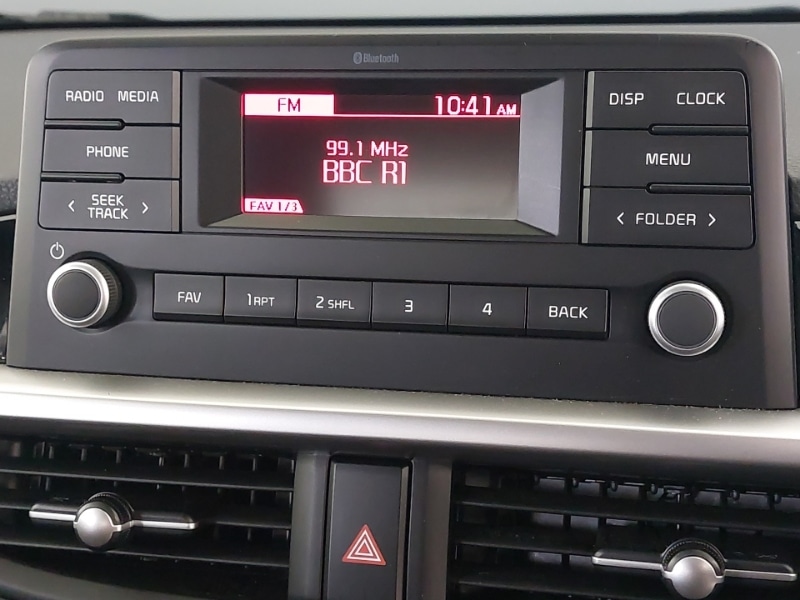 Bluetooth
RADIO MEDIA
FM
10:41 AM
DISP CLOCK
PHONE
99.1 MHz
BBC R1
MENU
< SEEK TRACK >
FAV 1/3
< FOLDER >
FAV
1 RPT
2 SHFL
3
4
BACK